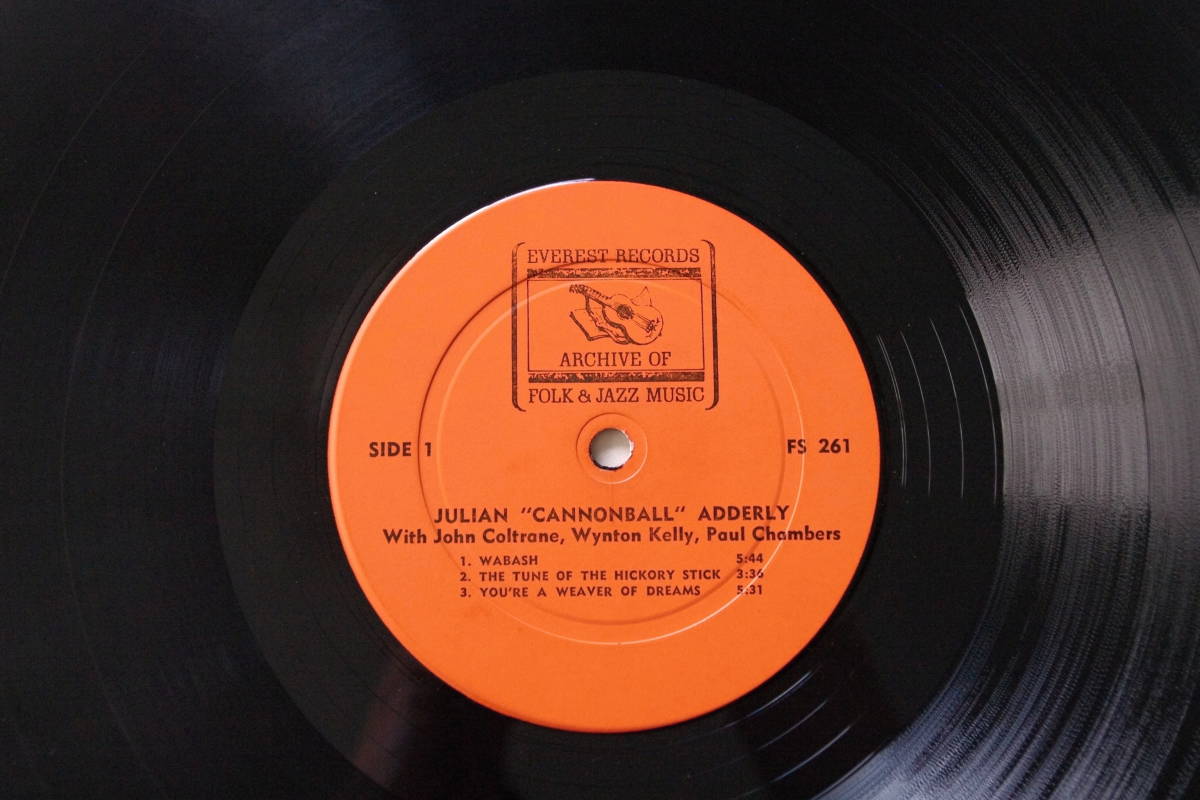 EVEREST RECORDS
ARCHIVE OF
FOLK & JAZZ MUSIC
SIDE 1
FS 261
JULIAN "CANNONBALL" ADDERLY
With John Coltrane, Wynton Kelly, Paul Chambers
1. WABASH 5:44
2. THE TUNE OF THE HICKORY STICK 3:36
3. YOU'RE A WEAVER OF DREAMS 5:31